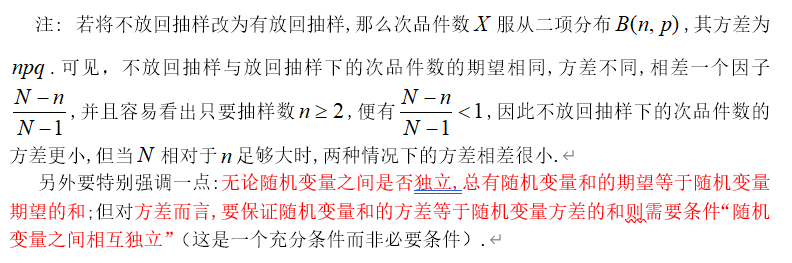 注: 若将不放回抽样改为有放回抽样,那么次品件数 X 服从二项分布 B(n, p),其方差为
npq.可见，不放回抽样与放回抽样下的次品件数的期望相同,方差不同,相差一个因子
(N−n)/(N−1),并且容易看出只要抽样数 n≥2,便有 (N−n)/(N−1)<1,因此不放回抽样下的次品件数的
方差更小,但当 N 相对于 n 足够大时,两种情况下的方差相差很小.↵
另外要特别强调一点:无论随机变量之间是否独立,总有随机变量和的期望等于随机变量
期望的和;但对方差而言,要保证随机变量和的方差等于随机变量方差的和则需要条件“随机
变量之间相互独立”（这是一个充分条件而非必要条件）.↵